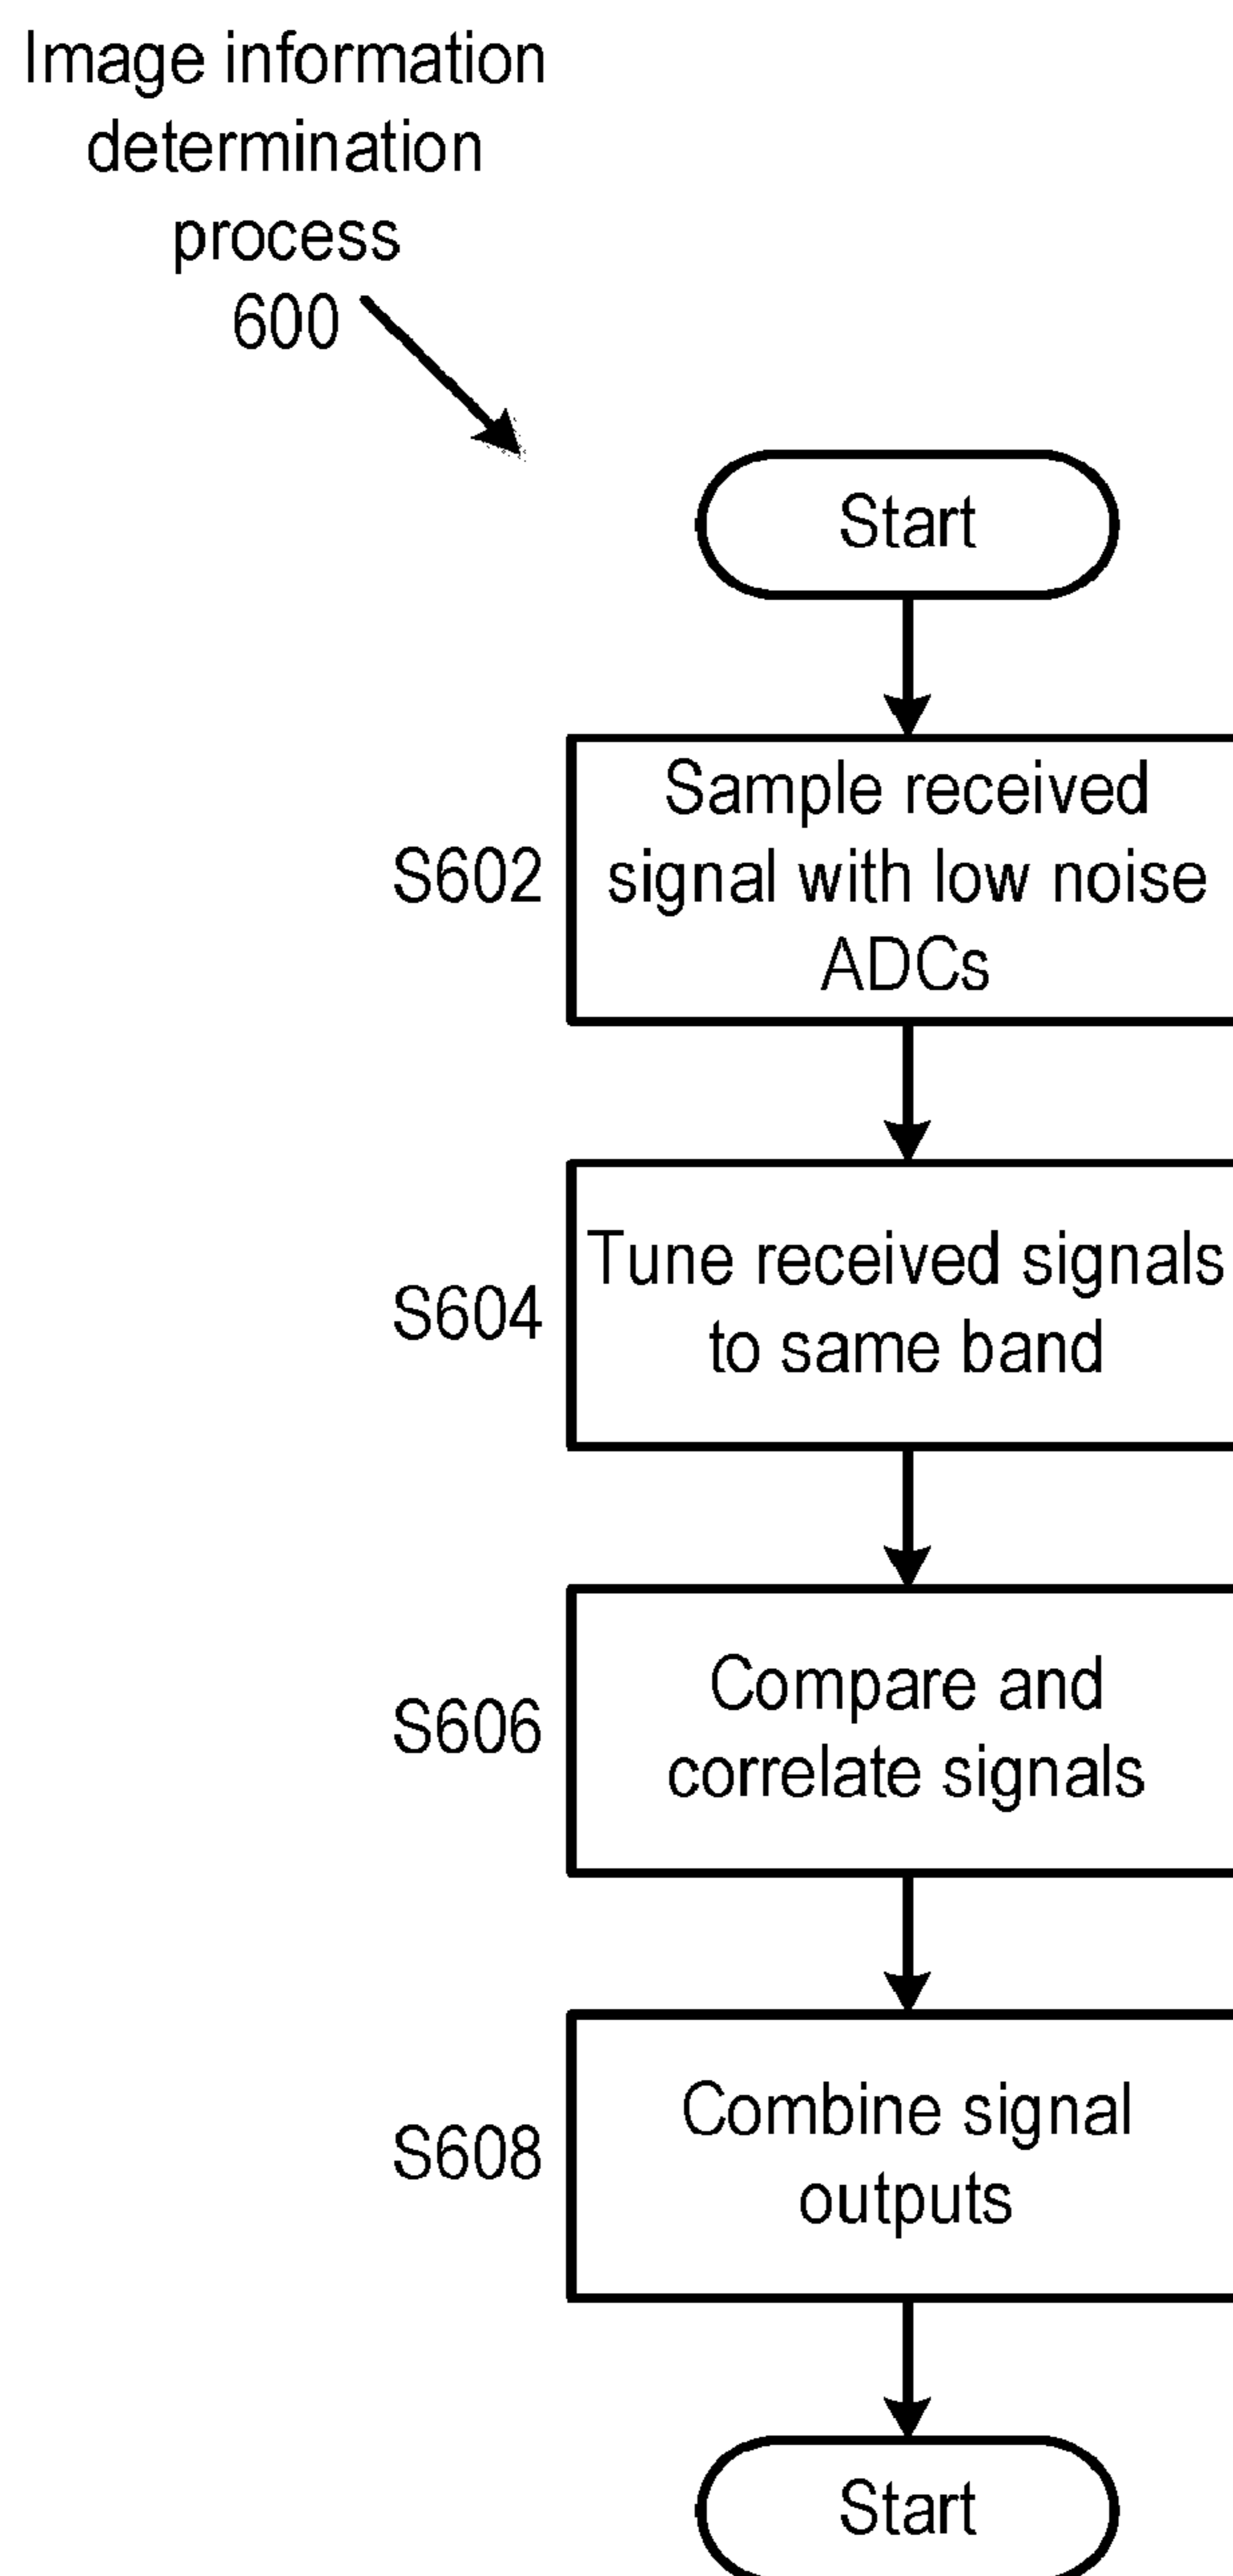 Image information
determination
process
600
Start
S602
Sample received
signal with low noise
ADCs
S604
Tune received signals
to same band
S606
Compare and
correlate signals
S608
Combine signal
outputs
Start